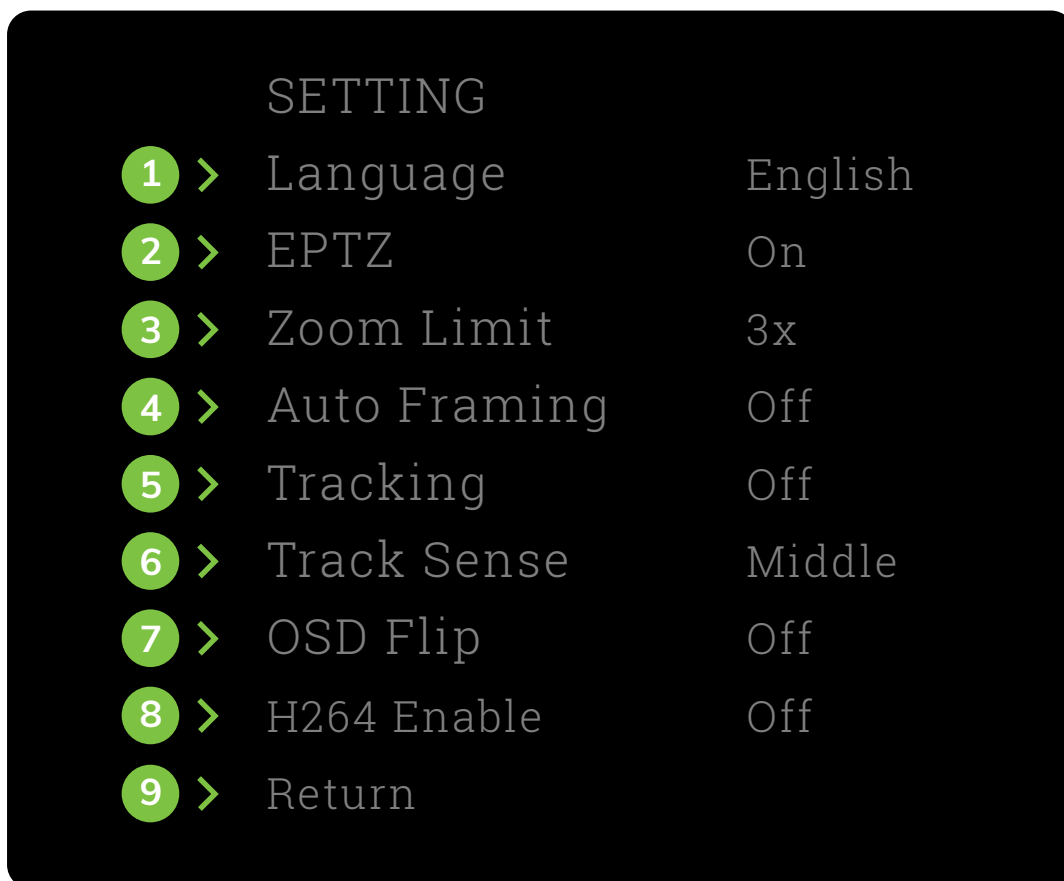 SETTING
1 > Language English
2 > EPTZ On
3 > Zoom Limit 3x
4 > Auto Framing Off
5 > Tracking Off
6 > Track Sense Middle
7 > OSD Flip Off
8 > H264 Enable Off
9 > Return